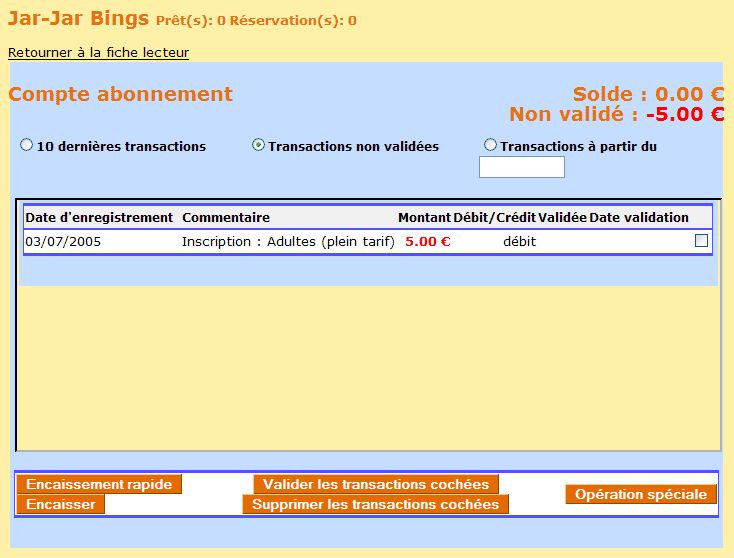 Jar-Jar Bings Prêt(s): 0 Réservation(s): 0
Retourner à la fiche lecteur
Compte abonnement
Solde : 0.00 €
Non validé : -5.00 €
10 dernières transactions
Transactions non validées
Transactions à partir du
Date d'enregistrement Commentaire Montant Débit/Crédit Validée Date validation
03/07/2005 Inscription : Adultes (plein tarif) 5.00 € débit
Encaissement rapide
Valider les transactions cochées
Opération spéciale
Encaisser
Supprimer les transactions cochées